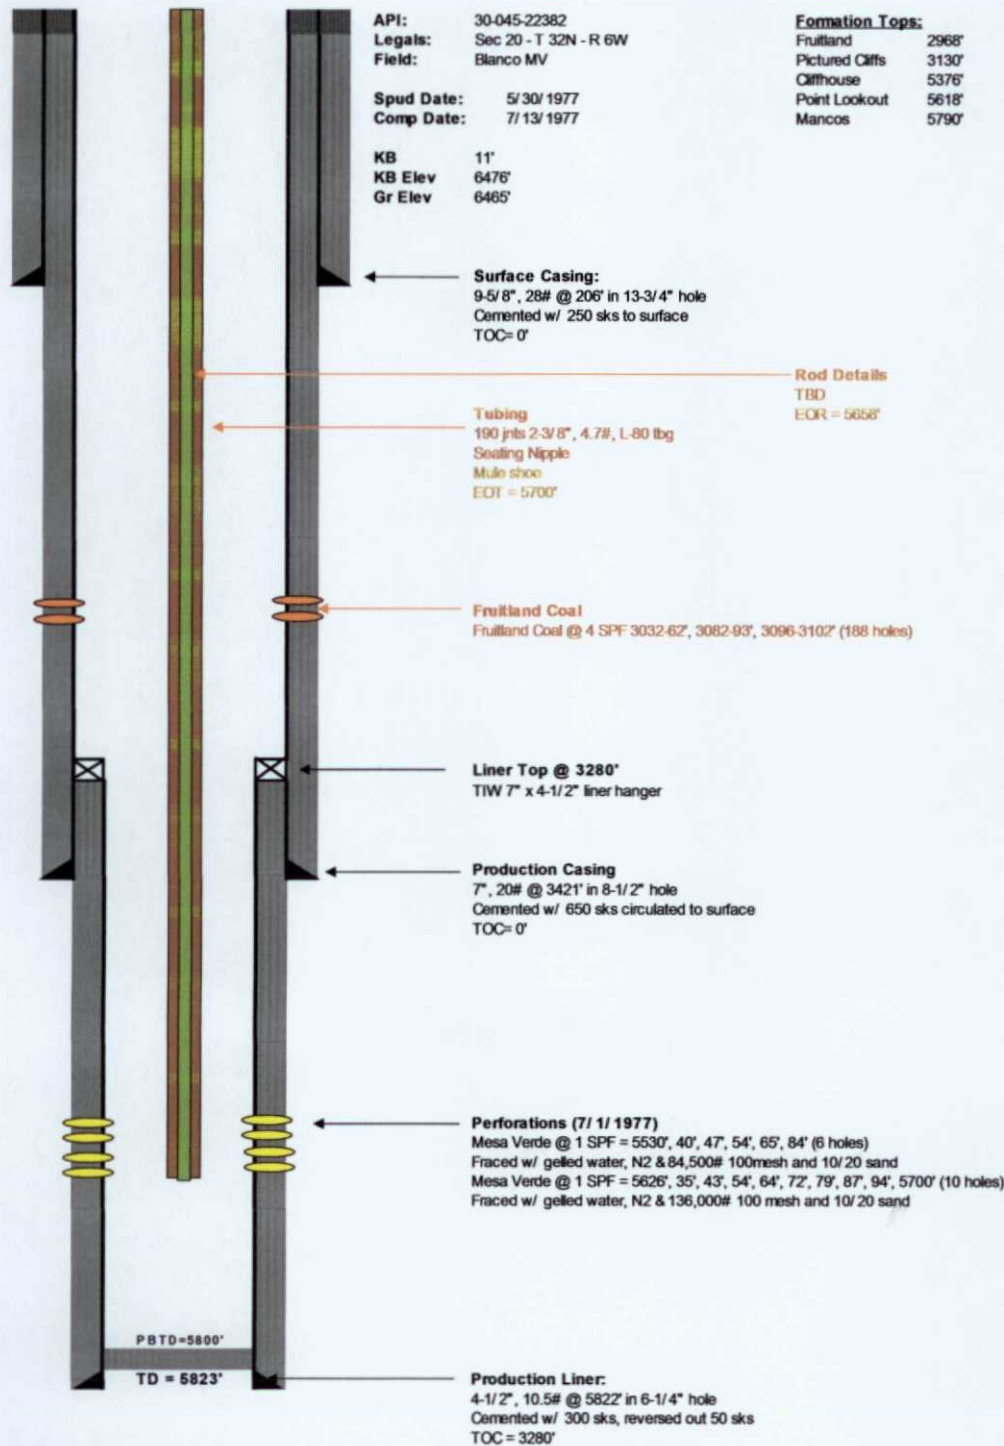 API: 30-045-22382
Legals: Sec 20 - T 32N - R 6W
Field: Blanco MV
Spud Date: 5/30/1977
Comp Date: 7/13/1977
KB 11'
KB Elev 6476'
Gr Elev 6465'
Formation Tops:
Fruitland 2968'
Pictured Cliffs 3130'
Cliffhouse 5376'
Point Lookout 5618'
Mancos 5790'
Surface Casing:
9-5/8", 28# @ 206' in 13-3/4" hole
Cemented w/ 250 sks to surface
TOC= 0'
Rod Details
TBD
EOR = 5658'
Tubing
190 jnts 2-3/8", 4.7#, L-80 tbg
Seating Nipple
Mule shoe
EOT = 5700'
Fruitland Coal
Fruitland Coal @ 4 SPF 3032-62', 3082-93', 3096-3102' (188 holes)
Liner Top @ 3280'
TIW 7" x 4-1/2" liner hanger
Production Casing
7", 20# @ 3421' in 8-1/2" hole
Cemented w/ 650 sks circulated to surface
TOC= 0'
Perforations (7/1/1977)
Mesa Verde @ 1 SPF = 5530', 40', 47', 54', 65', 84' (6 holes)
Fraced w/ gelled water, N2 & 84,500# 100mesh and 10/20 sand
Mesa Verde @ 1 SPF = 5626', 35', 43', 54', 64', 72', 79', 87', 94', 5700' (10 holes)
Fraced w/ gelled water, N2 & 136,000# 100 mesh and 10/20 sand
PBTD=5800'
TD = 5823'
Production Liner:
4-1/2", 10.5# @ 5822' in 6-1/4" hole
Cemented w/ 300 sks, reversed out 50 sks
TOC = 3280'